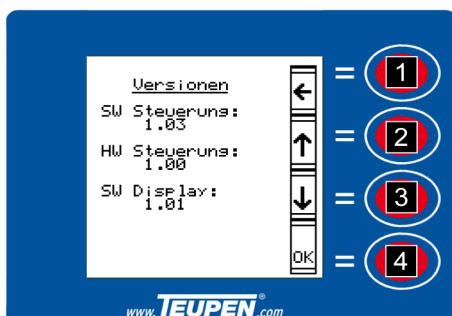 Versionen
SW Steuerung:
1.03
HW Steuerung:
1.00
SW Display:
1.01
← = 1
↑ = 2
↓ = 3
OK = 4
www.TEUPEN®.com